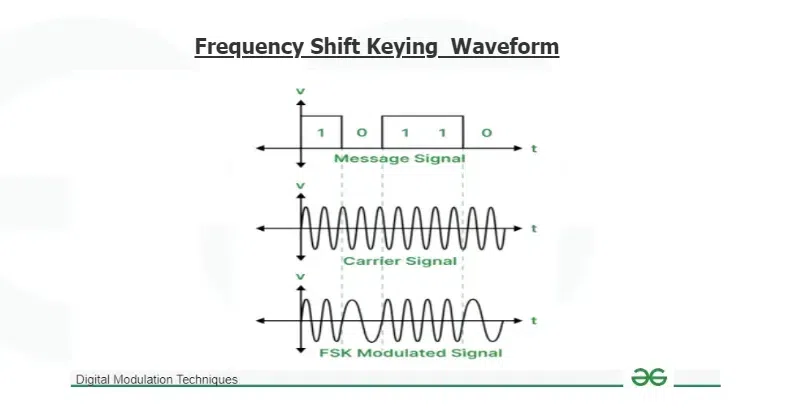 Frequency Shift Keying Waveform
v
1 0 1 1 0
t
Message Signal
v
t
Carrier Signal
v
t
FSK Modulated Signal
Digital Modulation Techniques